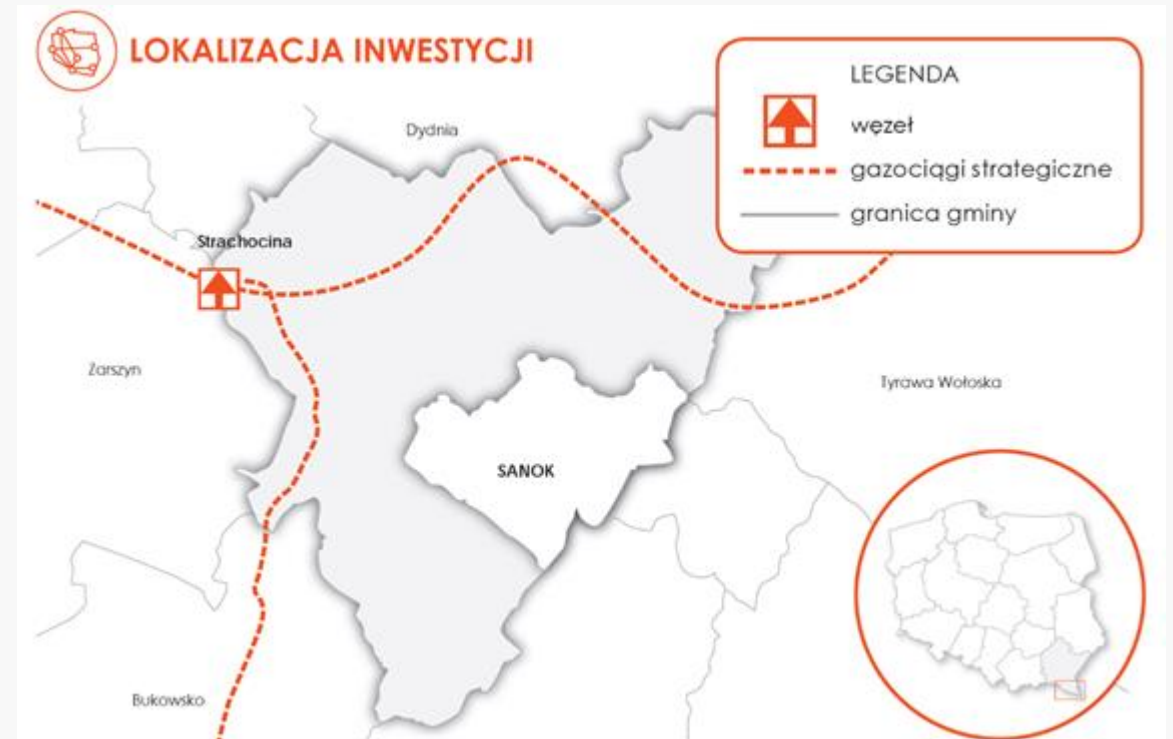 LOKALIZACJA INWESTYCJI
LEGENDA
węzeł
gazociągi strategiczne
granica gminy
Dydnia
Strachocina
Zarszyn
Tyrawa Wołoska
SANOK
Bukowsko